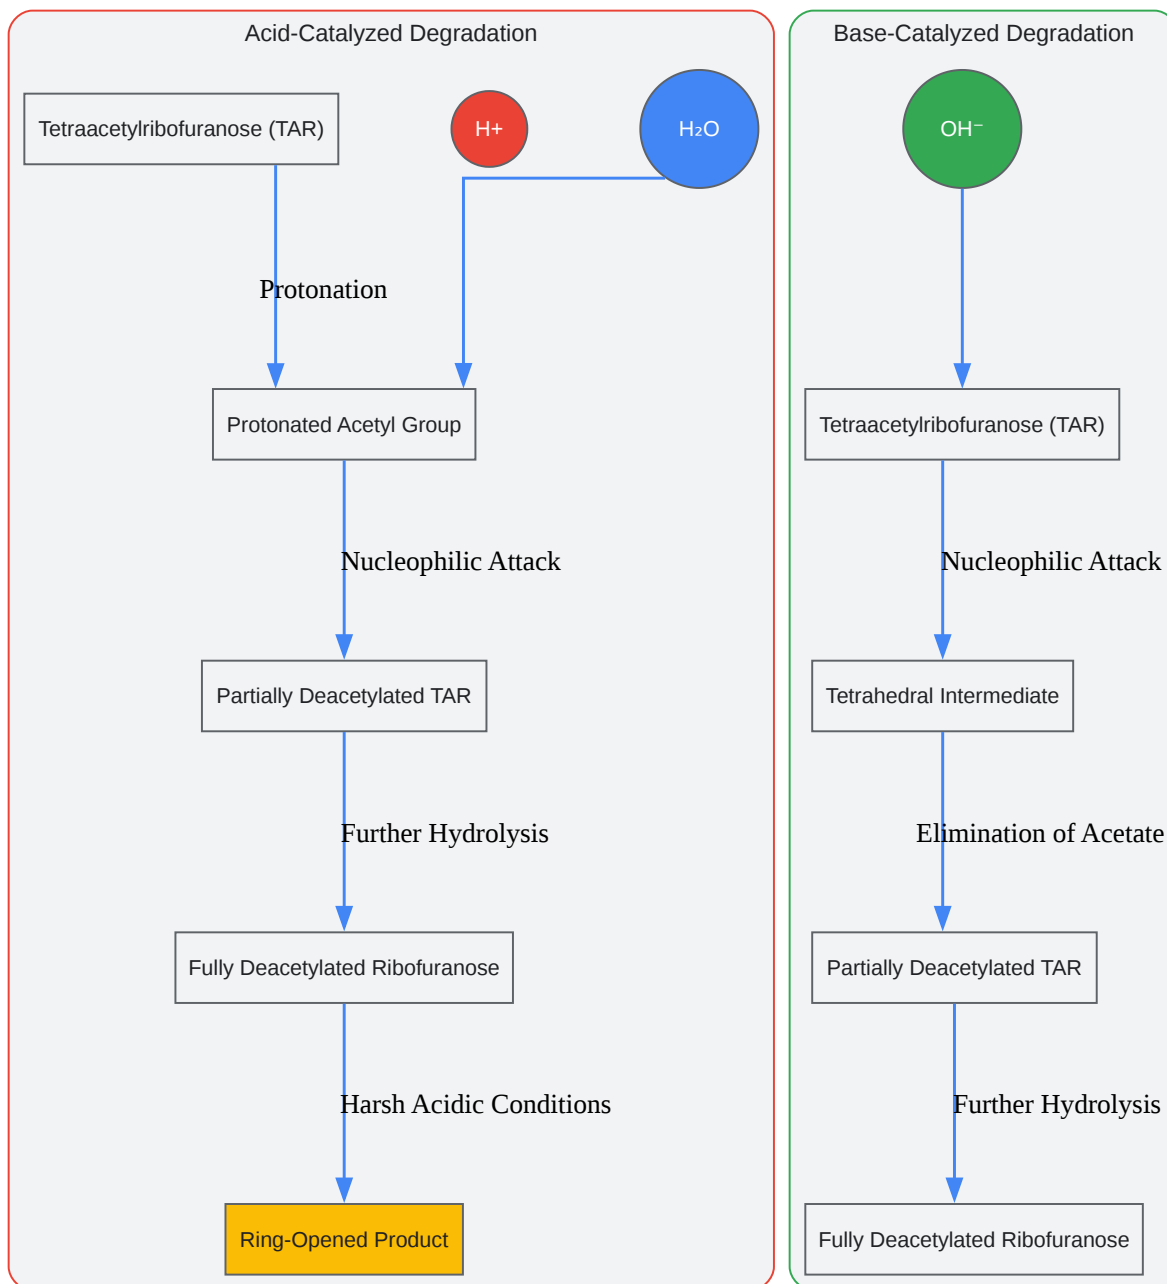 Acid-Catalyzed Degradation
Tetraacetylribofuranose (TAR)
H+
H₂O
Protonation
Protonated Acetyl Group
Nucleophilic Attack
Partially Deacetylated TAR
Further Hydrolysis
Fully Deacetylated Ribofuranose
Harsh Acidic Conditions
Ring-Opened Product
Base-Catalyzed Degradation
OH⁻
Tetraacetylribofuranose (TAR)
Nucleophilic Attack
Tetrahedral Intermediate
Elimination of Acetate
Partially Deacetylated TAR
Further Hydrolysis
Fully Deacetylated Ribofuranose